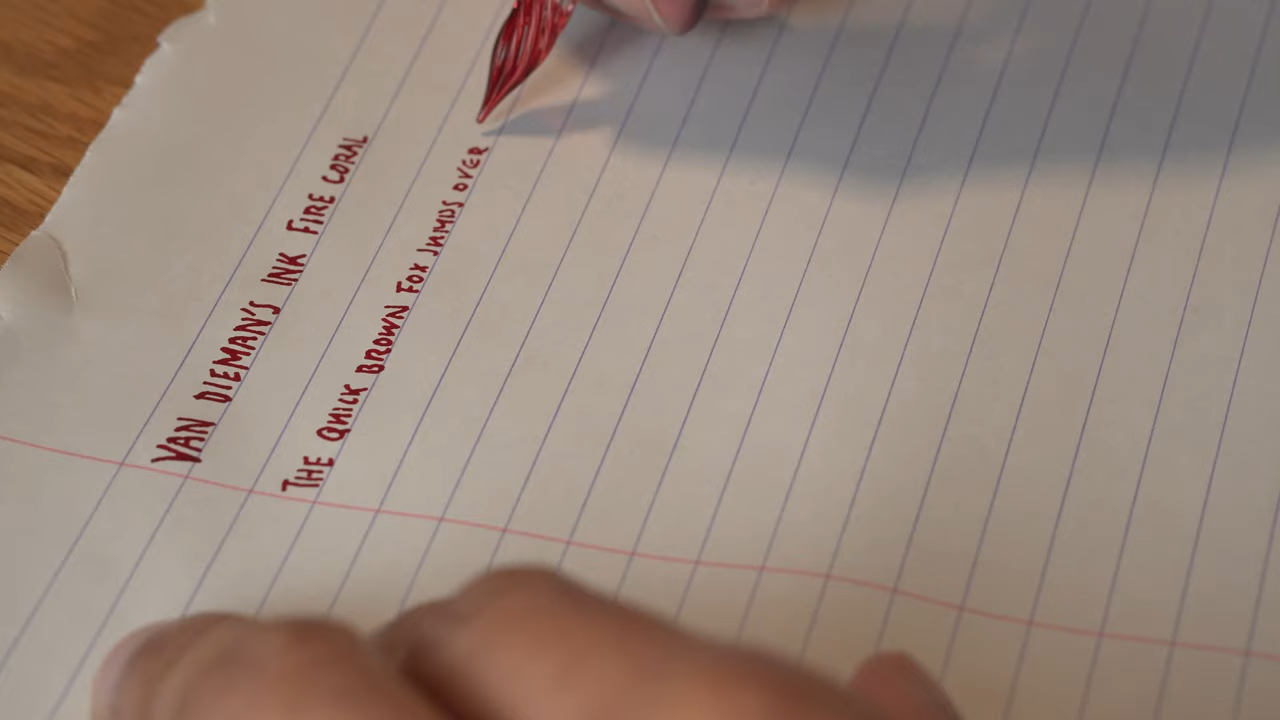 VAN DIEMAN'S INK FIRE CORAL
THE QUICK BROWN FOX JUMPS OVER